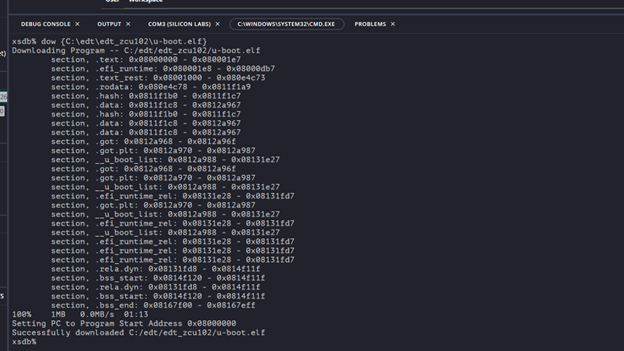 User Workspace
DEBUG CONSOLE × OUTPUT × COM3 (SILICON LABS) × C:\WINDOWS\SYSTEM32\CMD.EXE PROBLEMS ×
xsdb% dow {C:\edt\edt_zcu102\u-boot.elf}
Downloading Program -- C:/edt/edt_zcu102/u-boot.elf
section, .text: 0x08000000 - 0x080001e7
section, .efi_runtime: 0x080001e8 - 0x08000db7
section, .text_rest: 0x08001000 - 0x080e4c73
section, .rodata: 0x080e4c78 - 0x0811f1a9
section, .hash: 0x0811f1b0 - 0x0811f1c7
section, .data: 0x0811f1c8 - 0x0812a967
section, .hash: 0x0811f1b0 - 0x0811f1c7
section, .data: 0x0811f1c8 - 0x0812a967
section, .data: 0x0811f1c8 - 0x0812a967
section, .got: 0x0812a968 - 0x0812a96f
section, .got.plt: 0x0812a970 - 0x0812a987
section, __u_boot_list: 0x0812a988 - 0x08131e27
section, .got: 0x0812a968 - 0x0812a96f
section, .got.plt: 0x0812a970 - 0x0812a987
section, __u_boot_list: 0x0812a988 - 0x08131e27
section, .efi_runtime_rel: 0x08131e28 - 0x08131fd7
section, .got.plt: 0x0812a970 - 0x0812a987
section, __u_boot_list: 0x0812a988 - 0x08131e27
section, .efi_runtime_rel: 0x08131e28 - 0x08131fd7
section, __u_boot_list: 0x0812a988 - 0x08131e27
section, .efi_runtime_rel: 0x08131e28 - 0x08131fd7
section, .efi_runtime_rel: 0x08131e28 - 0x08131fd7
section, .efi_runtime_rel: 0x08131e28 - 0x08131fd7
section, .rela.dyn: 0x08131fd8 - 0x0814f11f
section, .bss_start: 0x0814f120 - 0x0814f11f
section, .rela.dyn: 0x08131fd8 - 0x0814f11f
section, .bss_start: 0x0814f120 - 0x0814f11f
section, .bss_end: 0x08167f00 - 0x08167eff
100% 1MB 0.0MB/s 01:13
Setting PC to Program Start Address 0x08000000
Successfully downloaded C:/edt/edt_zcu102/u-boot.elf
xsdb%